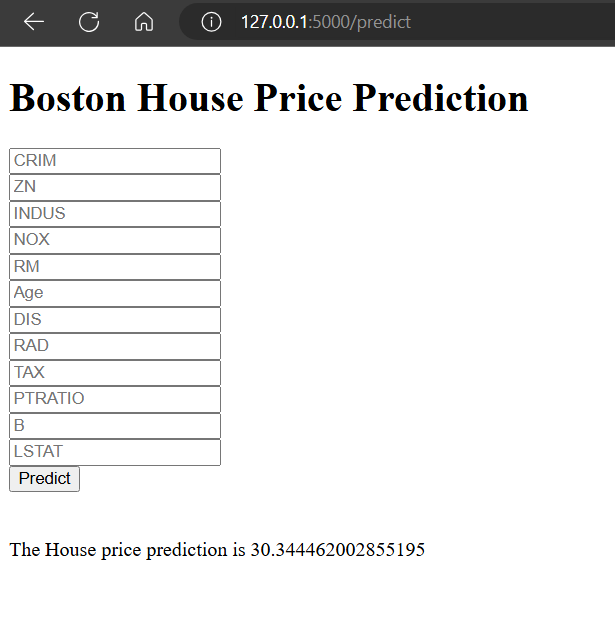 127.0.0.1:5000/predict
Boston House Price Prediction
CRIM
ZN
INDUS
NOX
RM
Age
DIS
RAD
TAX
PTRATIO
B
LSTAT
Predict
The House price prediction is 30.344462002855195